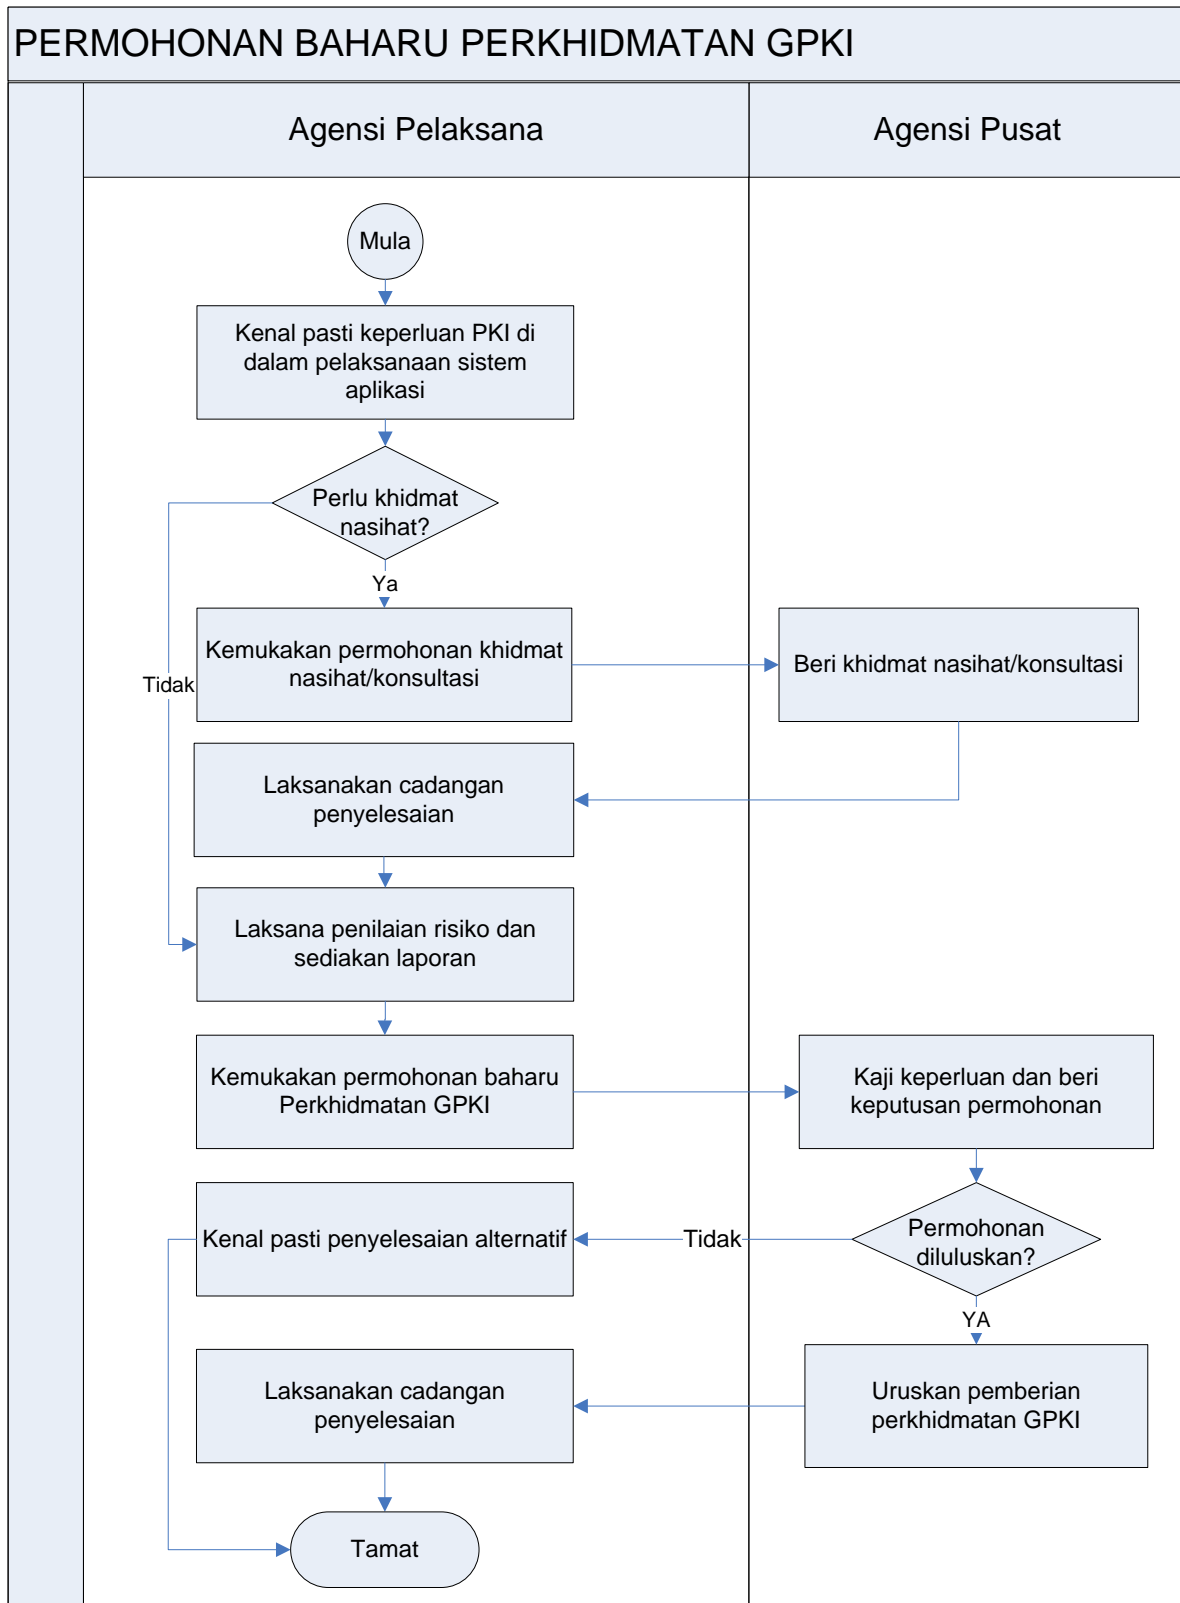 PERMOHONAN BAHARU PERKHIDMATAN GPKI
Agensi Pelaksana
Agensi Pusat
Mula
Kenal pasti keperluan PKI di
dalam pelaksanaan sistem
aplikasi
Perlu khidmat
nasihat?
Ya
Kemukakan permohonan khidmat
nasihat/konsultasi
Beri khidmat nasihat/konsultasi
Tidak
Laksanakan cadangan
penyelesaian
Laksana penilaian risiko dan
sediakan laporan
Kemukakan permohonan baharu
Perkhidmatan GPKI
Kaji keperluan dan beri
keputusan permohonan
Permohonan
diluluskan?
Tidak
Kenal pasti penyelesaian alternatif
YA
Uruskan pemberian
perkhidmatan GPKI
Laksanakan cadangan
penyelesaian
Tamat